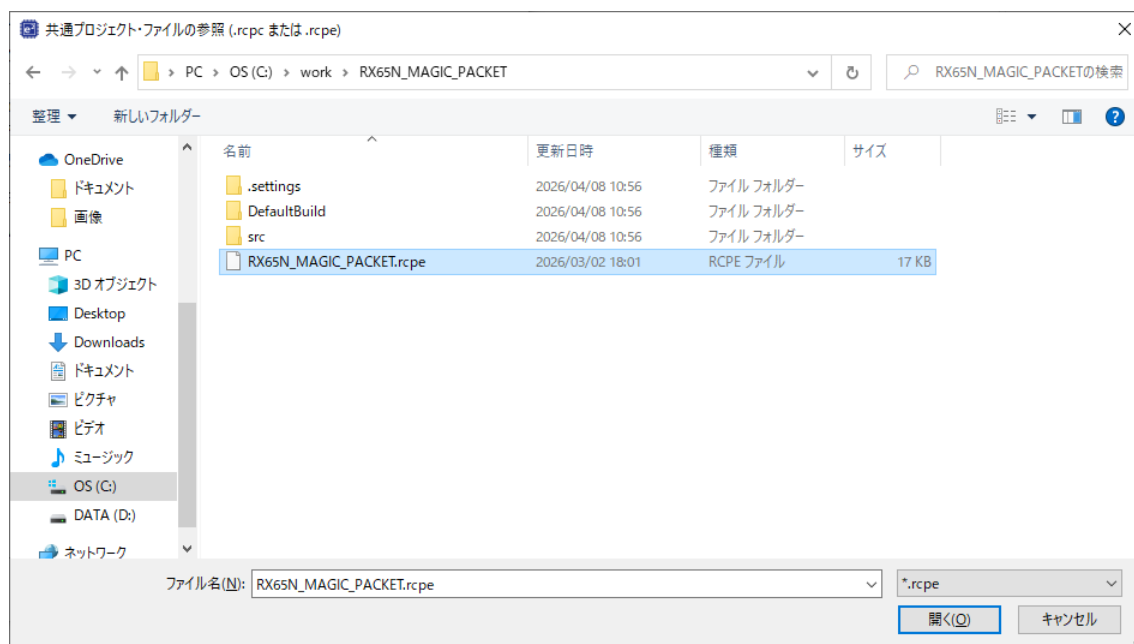 共通プロジェクト・ファイルの参照 (.rcpc または .rcpe)
PC > OS (C:) > work > RX65N_MAGIC_PACKET
RX65N_MAGIC_PACKETの検索
整理 新しいフォルダー
名前 更新日時 種類 サイズ
OneDrive
ドキュメント
画像
PC
3D オブジェクト
Desktop
Downloads
ドキュメント
ピクチャ
ビデオ
ミュージック
OS (C:)
DATA (D:)
ネットワーク
.settings 2026/04/08 10:56 ファイル フォルダー
DefaultBuild 2026/04/08 10:56 ファイル フォルダー
src 2026/04/08 10:56 ファイル フォルダー
RX65N_MAGIC_PACKET.rcpe 2026/03/02 18:01 RCPE ファイル 17 KB
ファイル名(N): RX65N_MAGIC_PACKET.rcpe
*.rcpe
開く(O) キャンセル